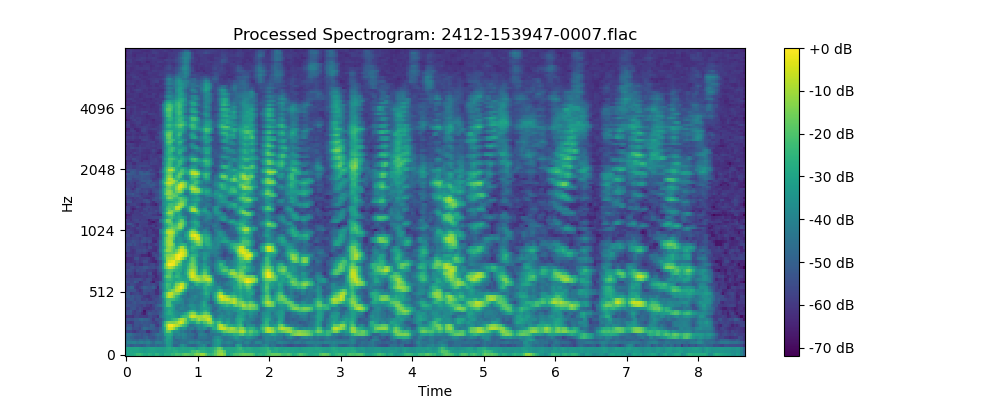 Processed Spectrogram: 2412-153947-0007.flac
Hz
4096
2048
1024
512
0
0 1 2 3 4 5 6 7 8
Time
+0 dB
-10 dB
-20 dB
-30 dB
-40 dB
-50 dB
-60 dB
-70 dB